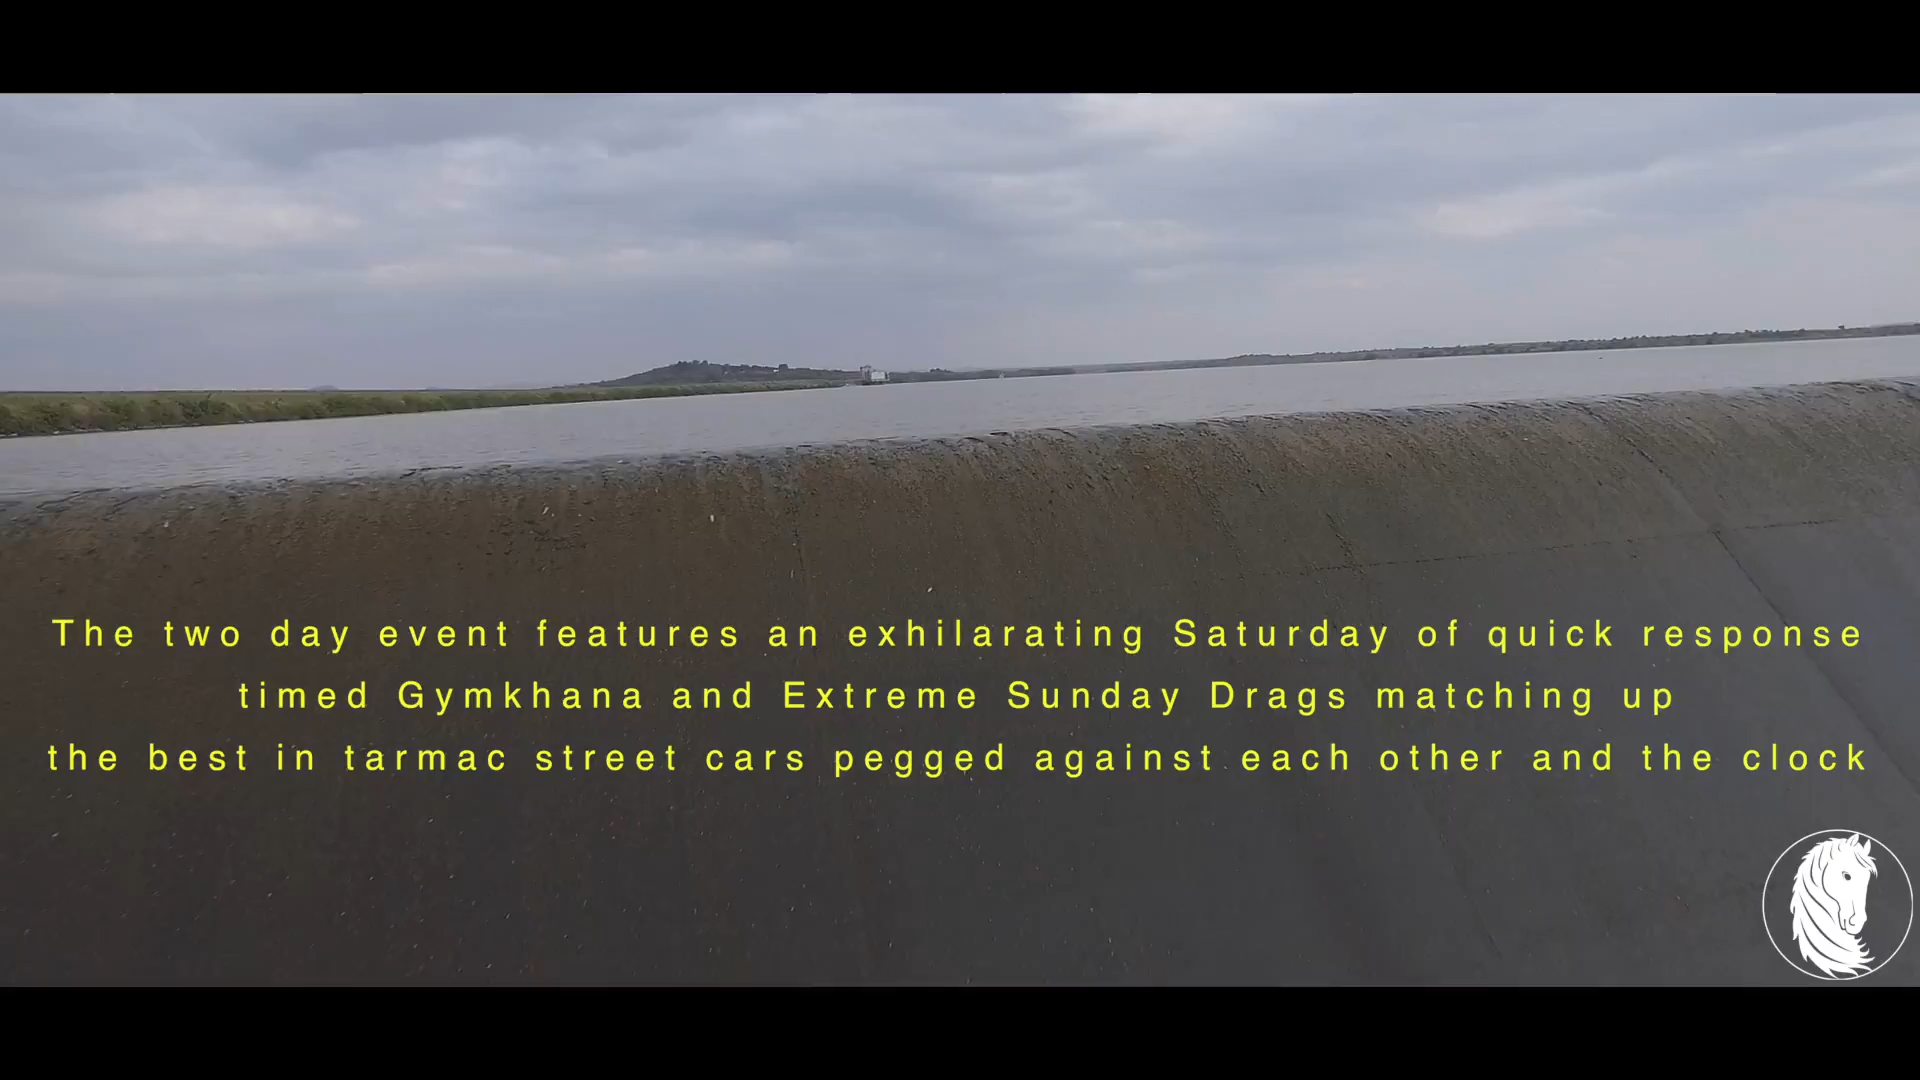 The two day event features an exhilarating Saturday of quick response
timed Gymkhana and Extreme Sunday Drags matching up
the best in tarmac street cars pegged against each other and the clock